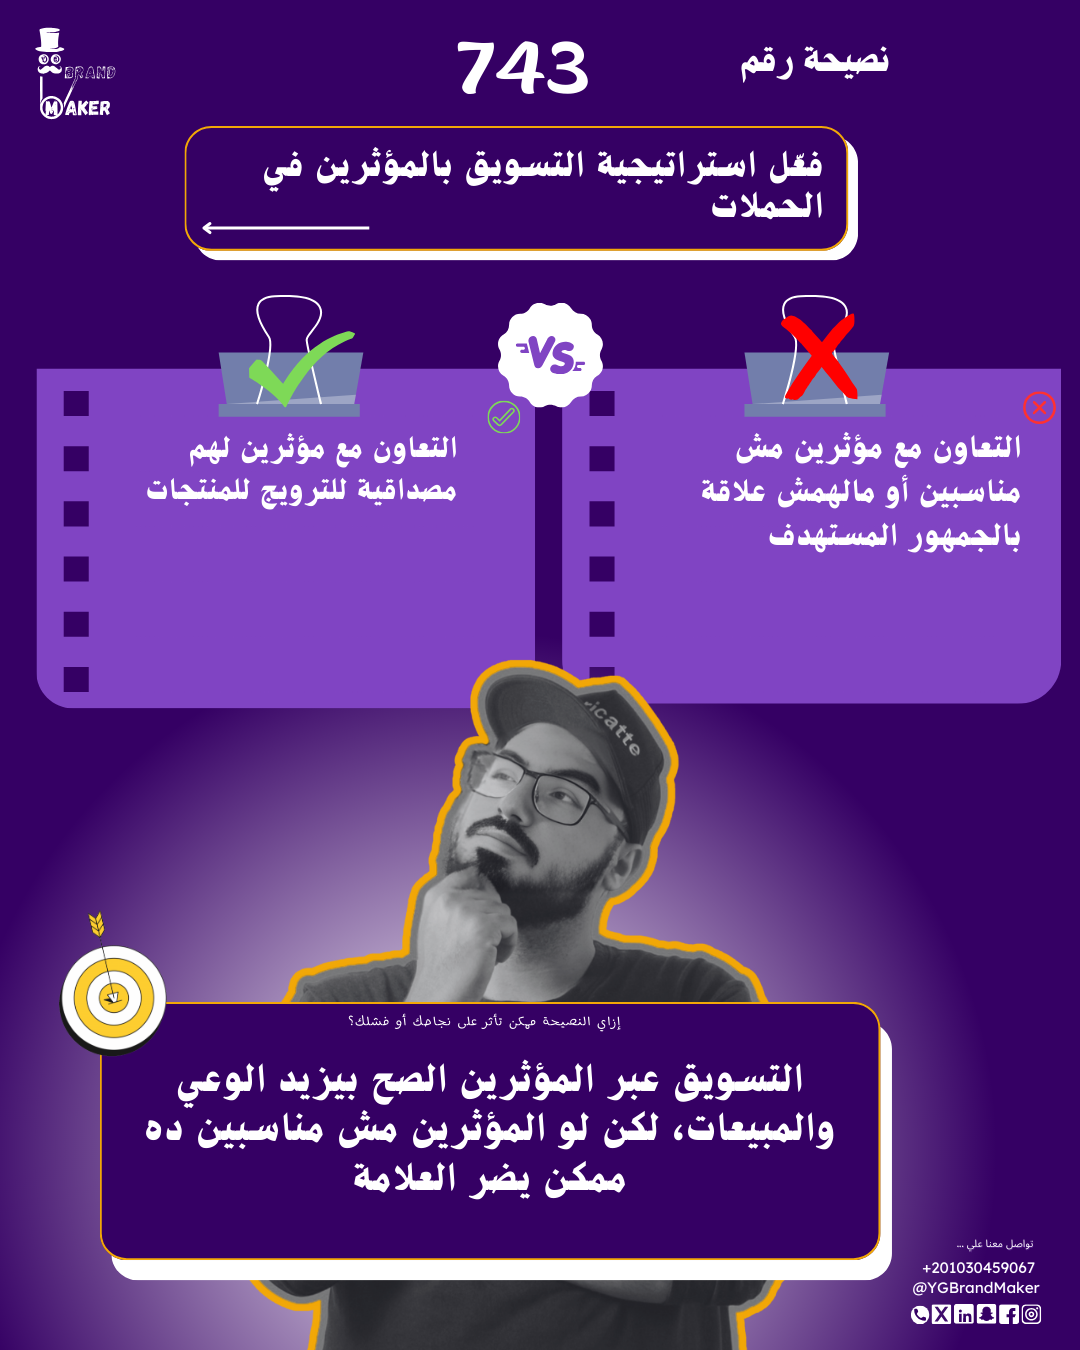 BRAND
MAKER
نصيحة رقم
743
فعّل استراتيجية التسويق بالمؤثرين في
الحملات
VS
التعاون مع مؤثرين مش
مناسبين أو مالهمش علاقة
بالجمهور المستهدف
التعاون مع مؤثرين لهم
مصداقية للترويج للمنتجات
icatte
إزاي النصيحة ممكن تأثر على نجاحك أو فشلك؟
التسويق عبر المؤثرين الصح بيزيد الوعي
والمبيعات، لكن لو المؤثرين مش مناسبين ده
ممكن يضر العلامة
تواصل معنا علي ...
+201030459067
@YGBrandMaker